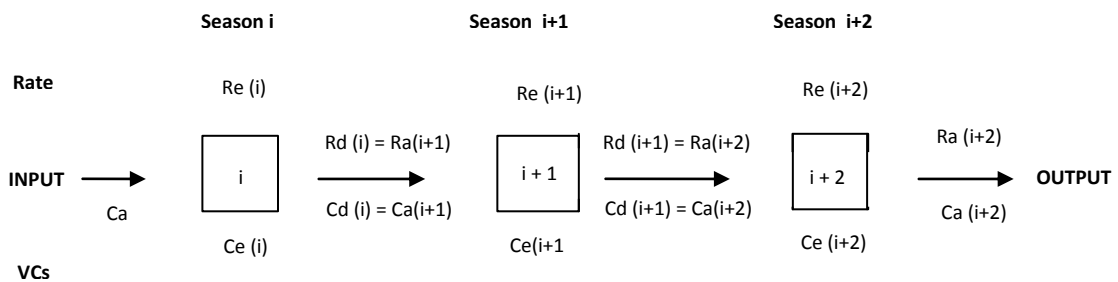 Season i Season i+1 Season i+2
Rate
Re (i) Re (i+1) Re (i+2)
Rd (i) = Ra(i+1) Rd (i+1) = Ra(i+2) Ra (i+2)
INPUT i i + 1 i + 2 OUTPUT
Ca Cd (i) = Ca(i+1) Cd (i+1) = Ca(i+2) Ca (i+2)
Ce (i) Ce(i+1 Ce (i+2)
VCs